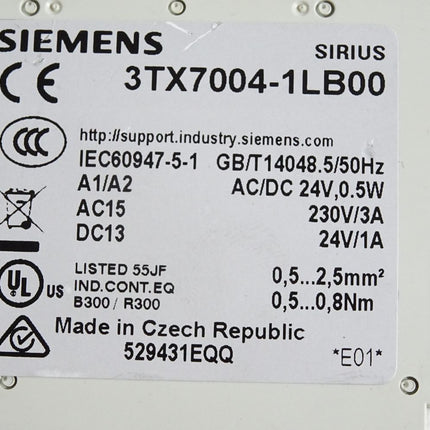 SIEMENS SIRIUS
CE 3TX7004-1LB00
CCC http://support.industry.siemens.com
IEC60947-5-1 GB/T14048.5/50Hz
A1/A2 AC/DC 24V,0.5W
AC15 230V/3A
DC13 24V/1A
LISTED 55JF 0,5...2,5mm²
UL US IND.CONT.EQ
B300 / R300 0,5...0,8Nm
Made in Czech Republic
529431EQQ *E01*